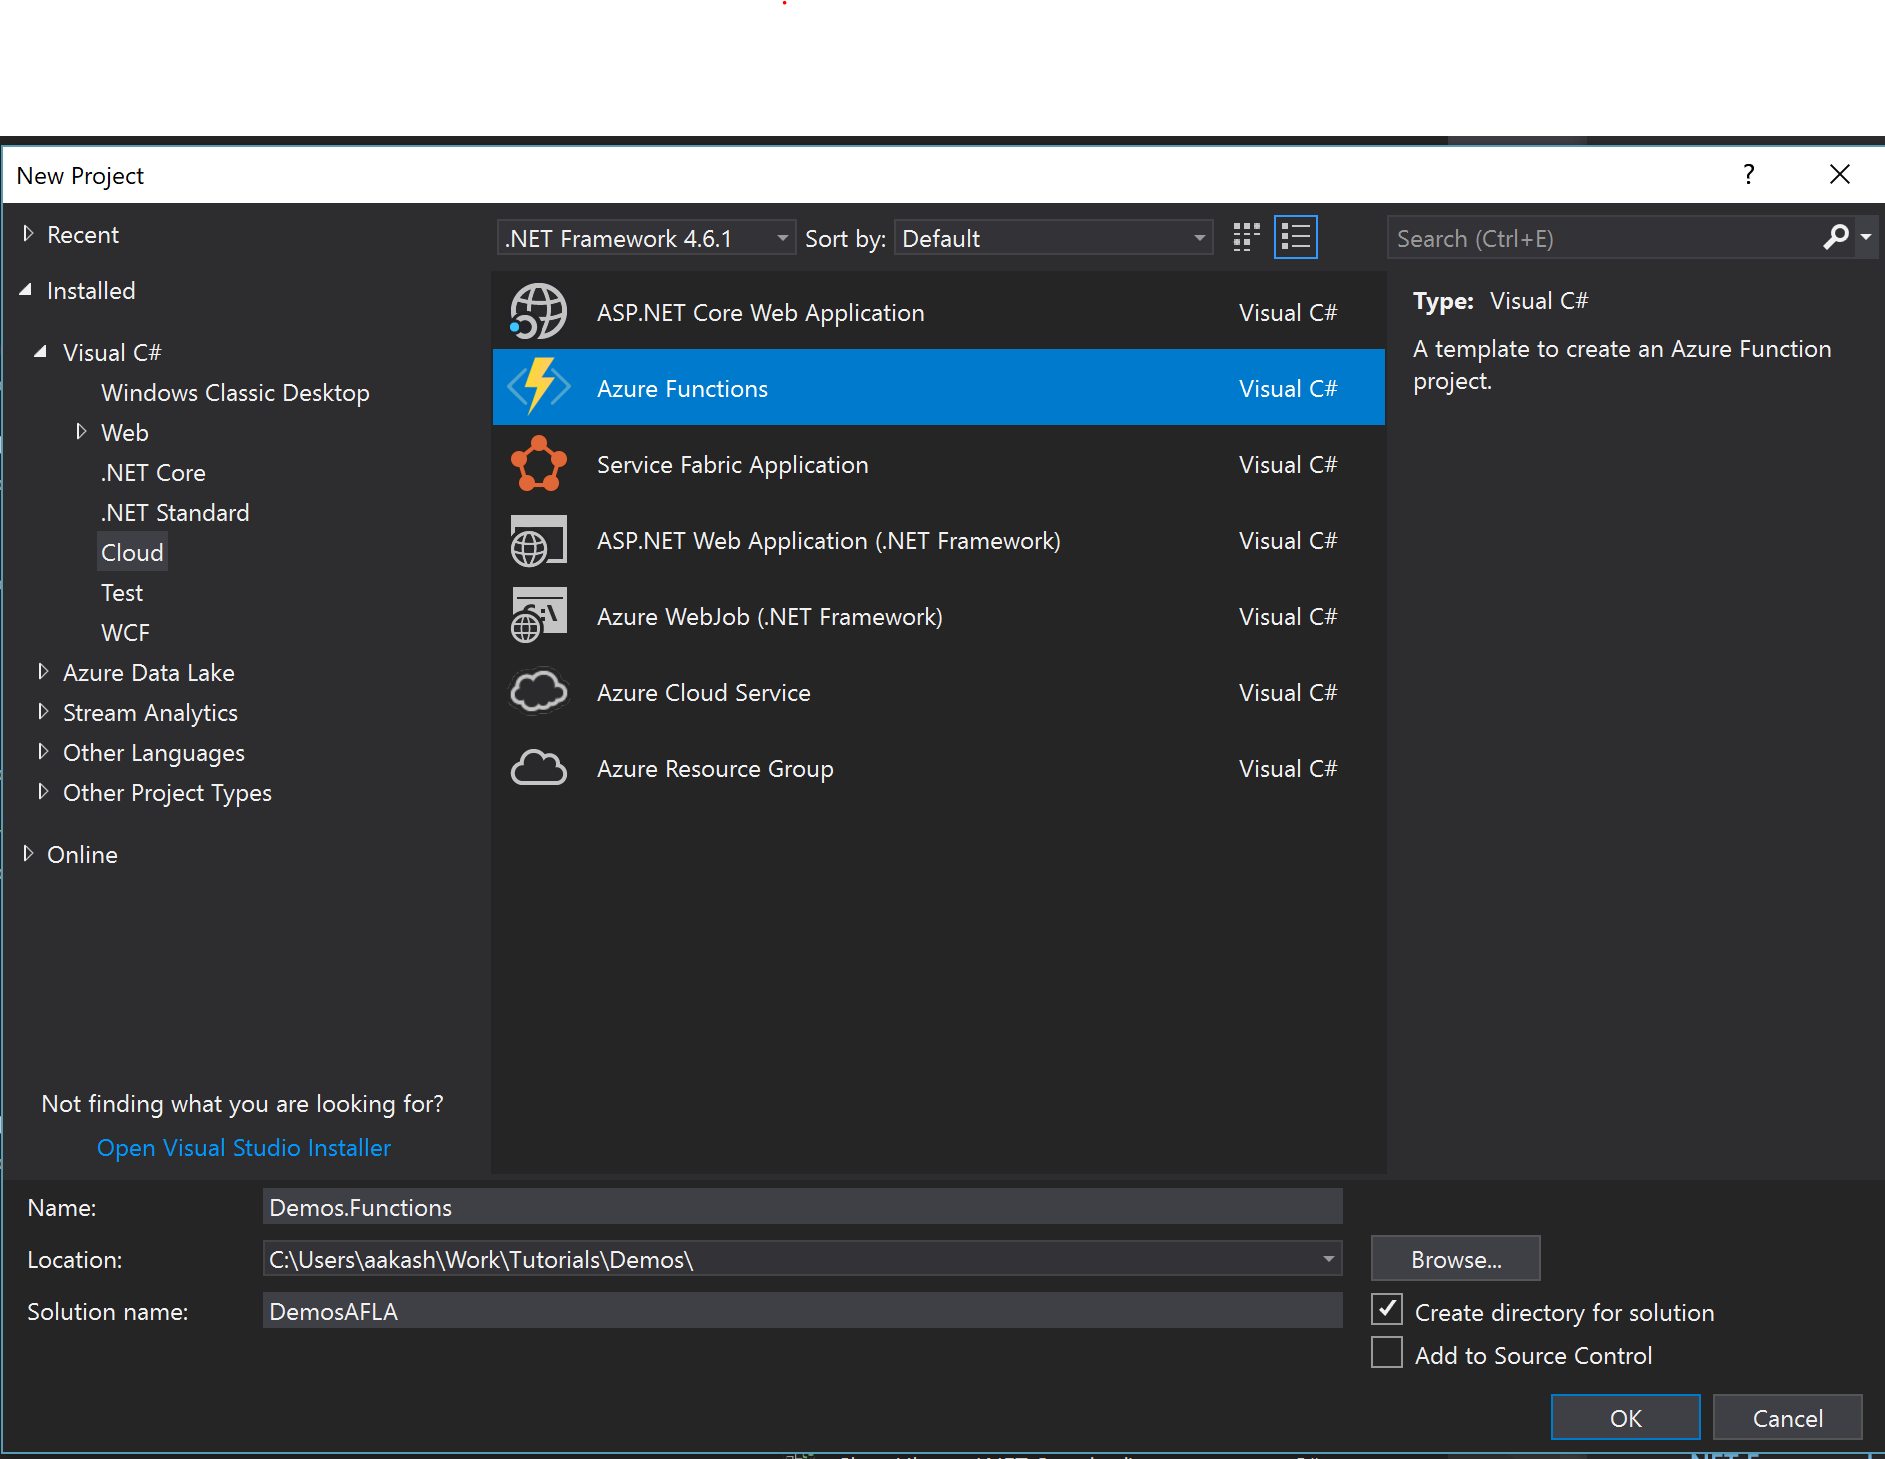 New Project
?
Recent
Installed
Visual C#
Windows Classic Desktop
Web
.NET Core
.NET Standard
Cloud
Test
WCF
Azure Data Lake
Stream Analytics
Other Languages
Other Project Types
Online
Not finding what you are looking for?
Open Visual Studio Installer
.NET Framework 4.6.1 Sort by: Default
Search (Ctrl+E)
ASP.NET Core Web Application Visual C#
Azure Functions Visual C#
Service Fabric Application Visual C#
ASP.NET Web Application (.NET Framework) Visual C#
Azure WebJob (.NET Framework) Visual C#
Azure Cloud Service Visual C#
Azure Resource Group Visual C#
Type: Visual C#
A template to create an Azure Function
project.
Name: Demos.Functions
Location: C:\Users\aakash\Work\Tutorials\Demos\
Browse...
Solution name: DemosAFLA
Create directory for solution
Add to Source Control
OK Cancel